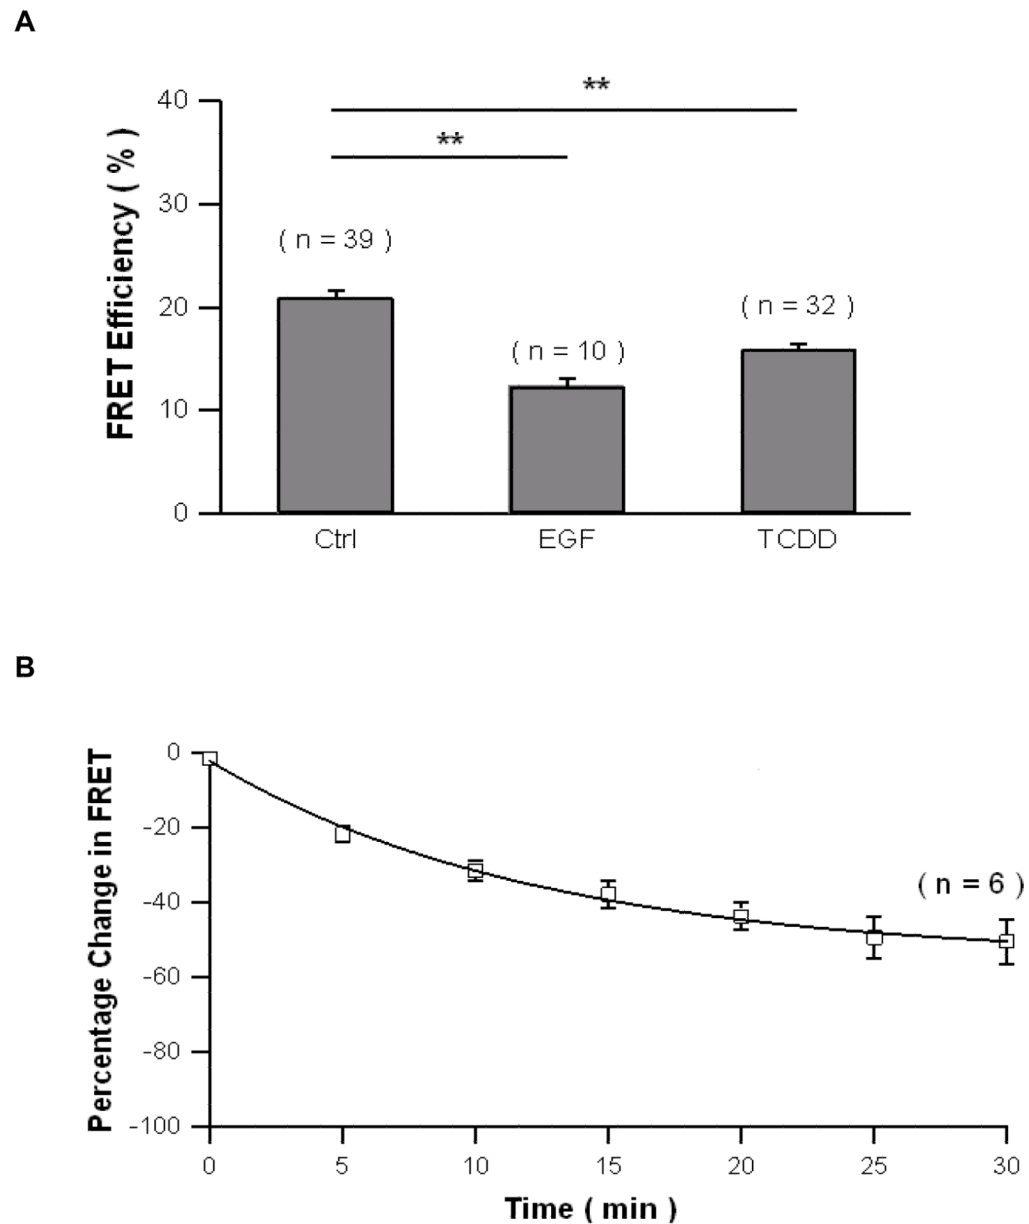 A
**
**
40
30
20
10
0
FRET Efficiency ( % )
( n = 39 )
( n = 10 )
( n = 32 )
Ctrl EGF TCDD
B
0
-20
-40
-60
-80
-100
Percentage Change in FRET
( n = 6 )
0 5 10 15 20 25 30
Time ( min )